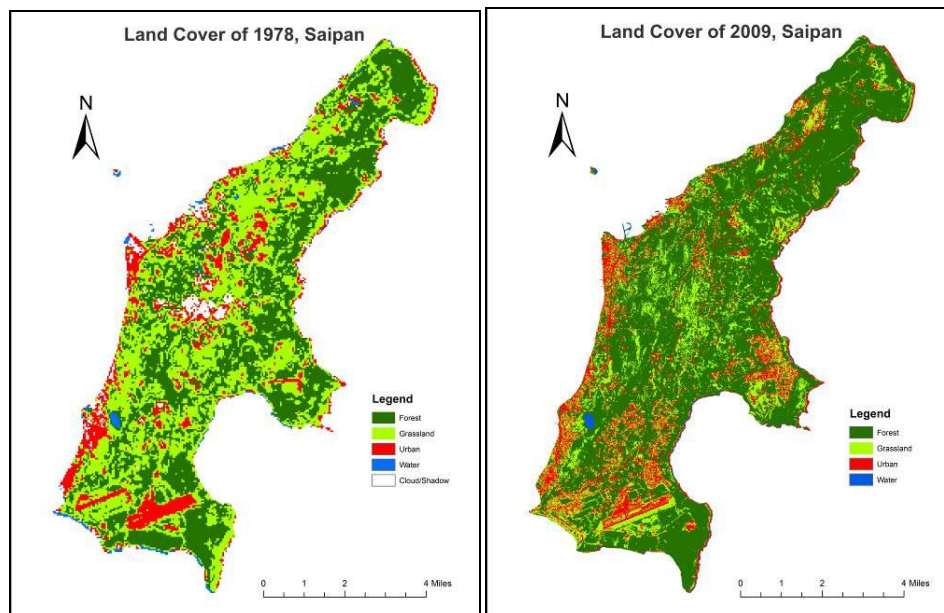 Land Cover of 1978, Saipan
N
Legend
Forest
Grassland
Urban
Water
Cloud/Shadow
0 1 2 4 Miles
Land Cover of 2009, Saipan
N
Legend
Forest
Grassland
Urban
Water
0 1 2 4 Miles